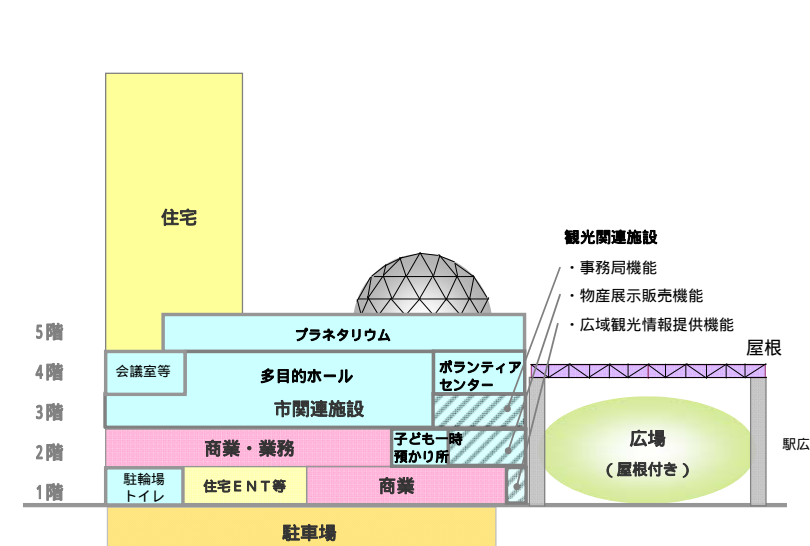 住宅
観光関連施設
・事務局機能
・物産展示販売機能
・広域観光情報提供機能
5階
プラネタリウム
屋根
4階
会議室等
多目的ホール
ボランティア
センター
3階
市関連施設
2階
商業・業務
子ども一時
預かり所
広場
(屋根付き)
駅広
1階
駐輪場
トイレ
住宅ENT等
商業
駐車場